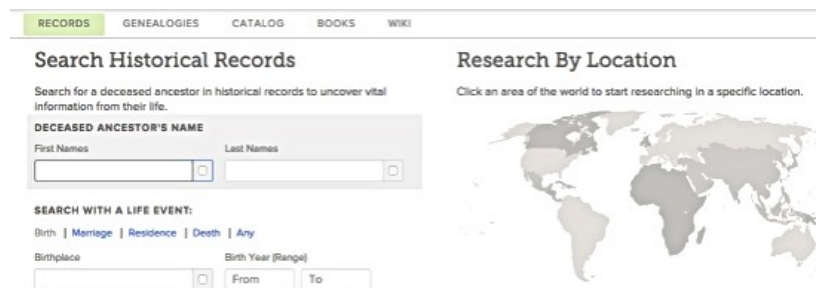 RECORDS GENEALOGIES CATALOG BOOKS WIKI
Search Historical Records
Search for a deceased ancestor in historical records to uncover vital
information from their life.
DECEASED ANCESTOR'S NAME
First Names Last Names
SEARCH WITH A LIFE EVENT:
Birth | Marriage | Residence | Death | Any
Birthplace Birth Year (Range)
From To
Research By Location
Click an area of the world to start researching in a specific location.